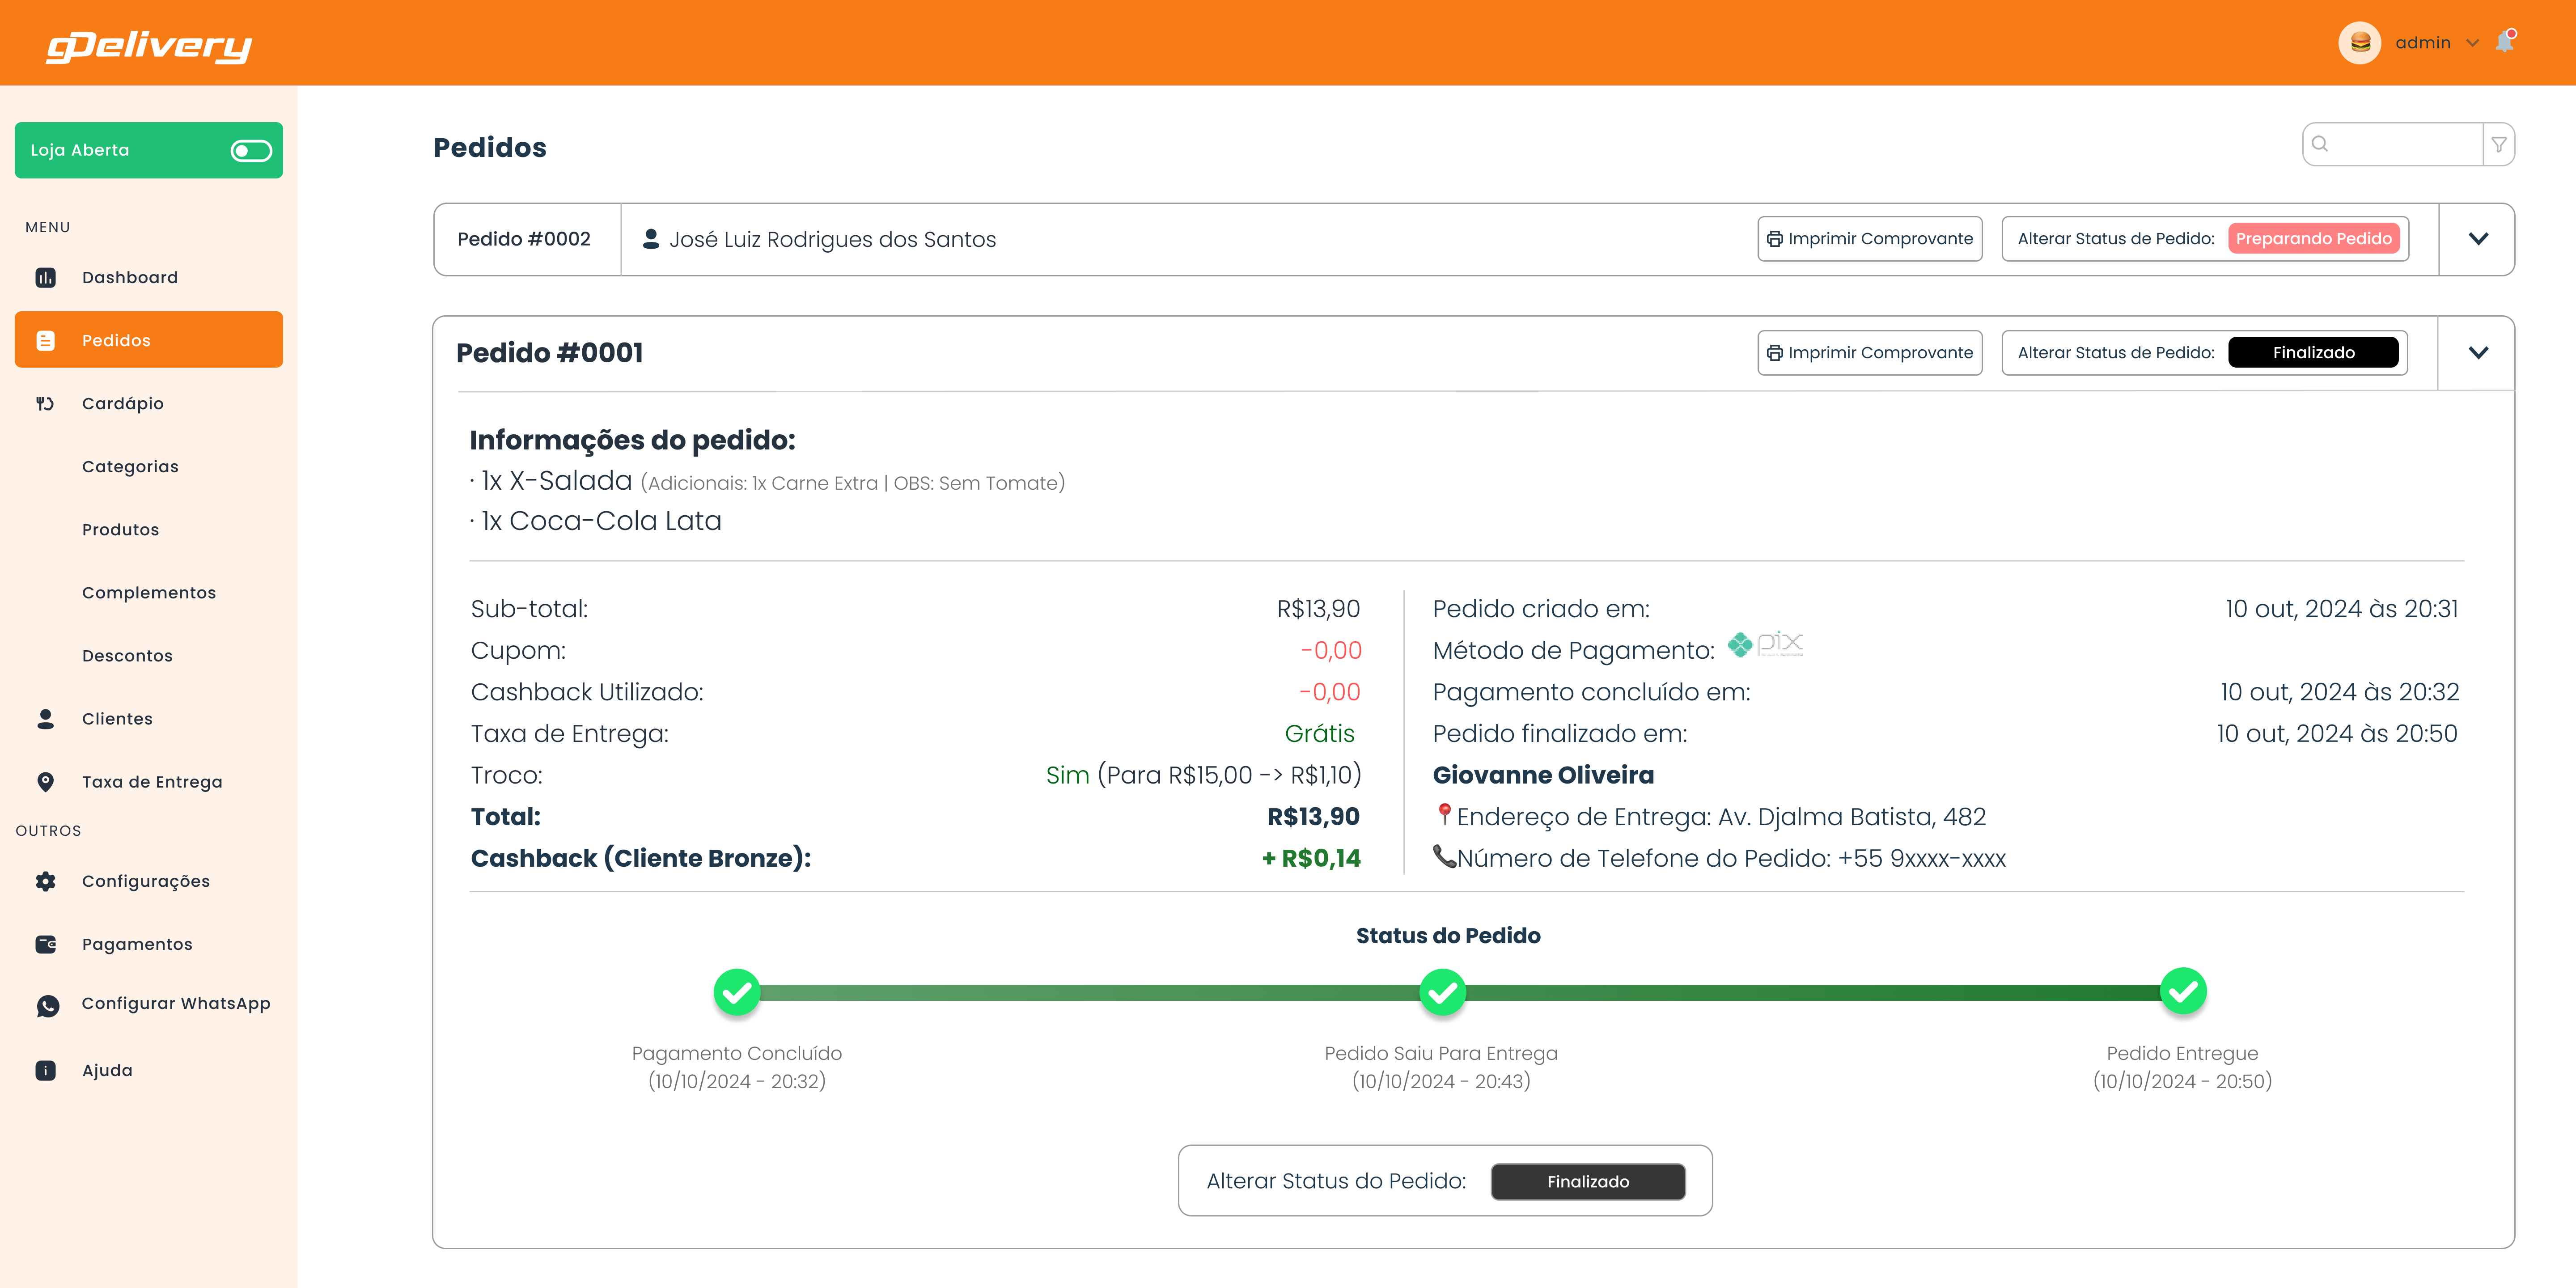 gDelivery
admin
Loja Aberta
MENU
Dashboard
Pedidos
Cardápio
Categorias
Produtos
Complementos
Descontos
Clientes
Taxa de Entrega
OUTROS
Configurações
Pagamentos
Configurar WhatsApp
Ajuda
Pedidos
Pedido #0002
José Luiz Rodrigues dos Santos
Imprimir Comprovante
Alterar Status de Pedido: Preparando Pedido
Pedido #0001
Imprimir Comprovante
Alterar Status de Pedido: Finalizado
Informações do pedido:
· 1x X-Salada (Adicionais: 1x Carne Extra | OBS: Sem Tomate)
· 1x Coca-Cola Lata
Sub-total: R$13,90
Cupom: -0,00
Cashback Utilizado: -0,00
Taxa de Entrega: Grátis
Troco: Sim (Para R$15,00 -> R$1,10)
Total: R$13,90
Cashback (Cliente Bronze): + R$0,14
Pedido criado em: 10 out, 2024 às 20:31
Método de Pagamento: pix
Pagamento concluído em: 10 out, 2024 às 20:32
Pedido finalizado em: 10 out, 2024 às 20:50
Giovanne Oliveira
📍Endereço de Entrega: Av. Djalma Batista, 482
📞Número de Telefone do Pedido: +55 9xxxx-xxxx
Status do Pedido
Pagamento Concluído
(10/10/2024 - 20:32)
Pedido Saiu Para Entrega
(10/10/2024 - 20:43)
Pedido Entregue
(10/10/2024 - 20:50)
Alterar Status do Pedido: Finalizado